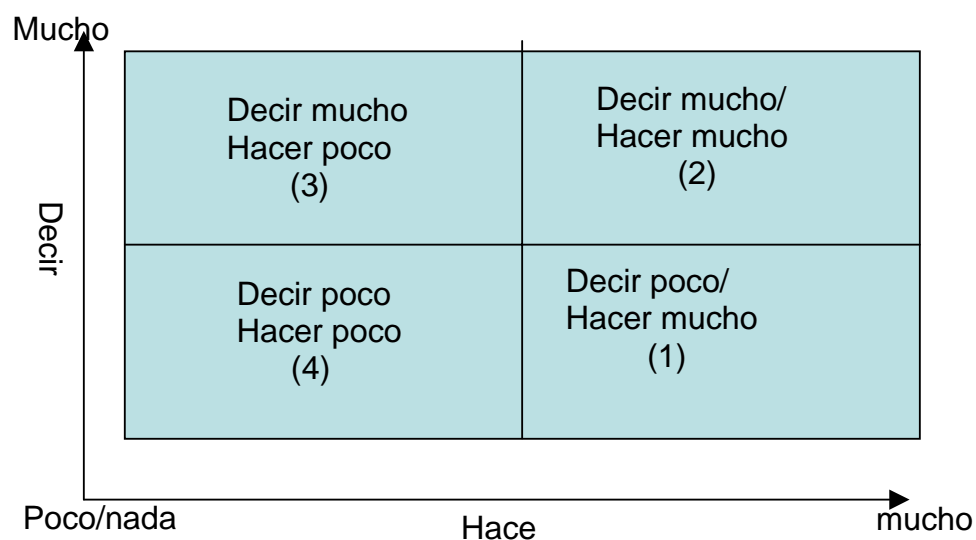 Mucho
Decir mucho
Hacer poco
(3)
Decir mucho/
Hacer mucho
(2)
Decir
Decir poco
Hacer poco
(4)
Decir poco/
Hacer mucho
(1)
Poco/nada
Hace
mucho